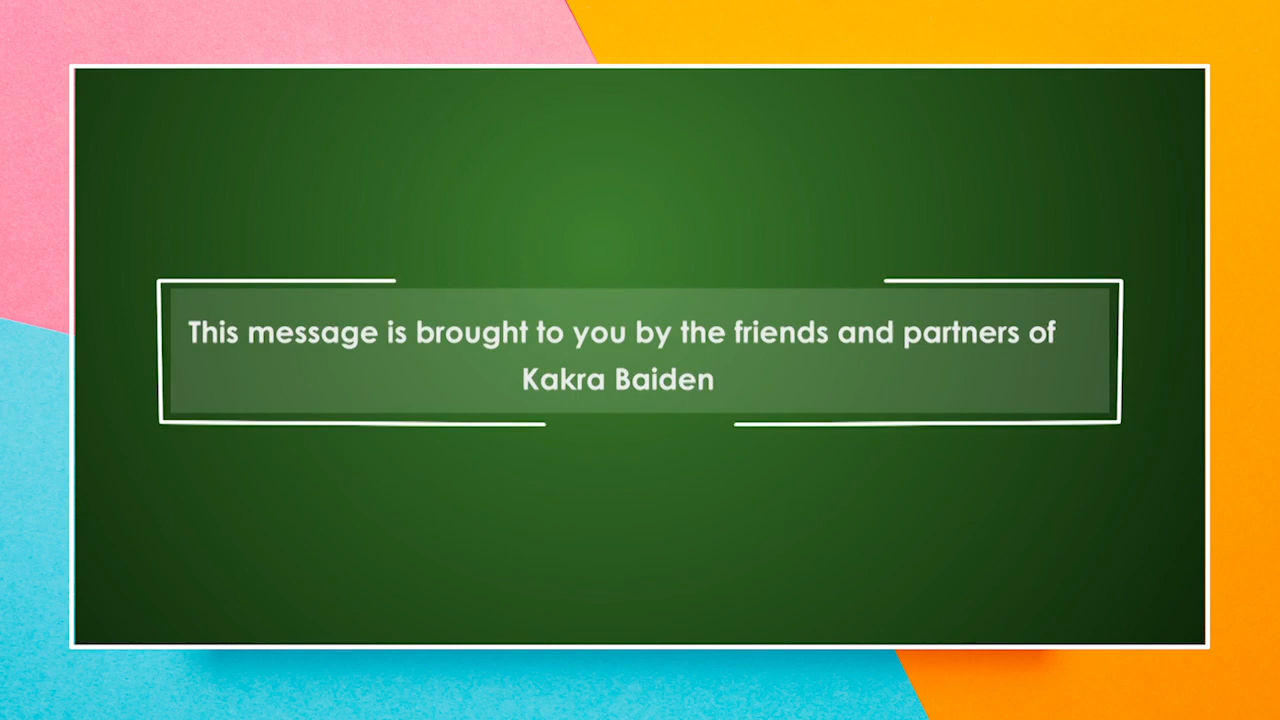 This message is brought to you by the friends and partners of
Kakra Baiden